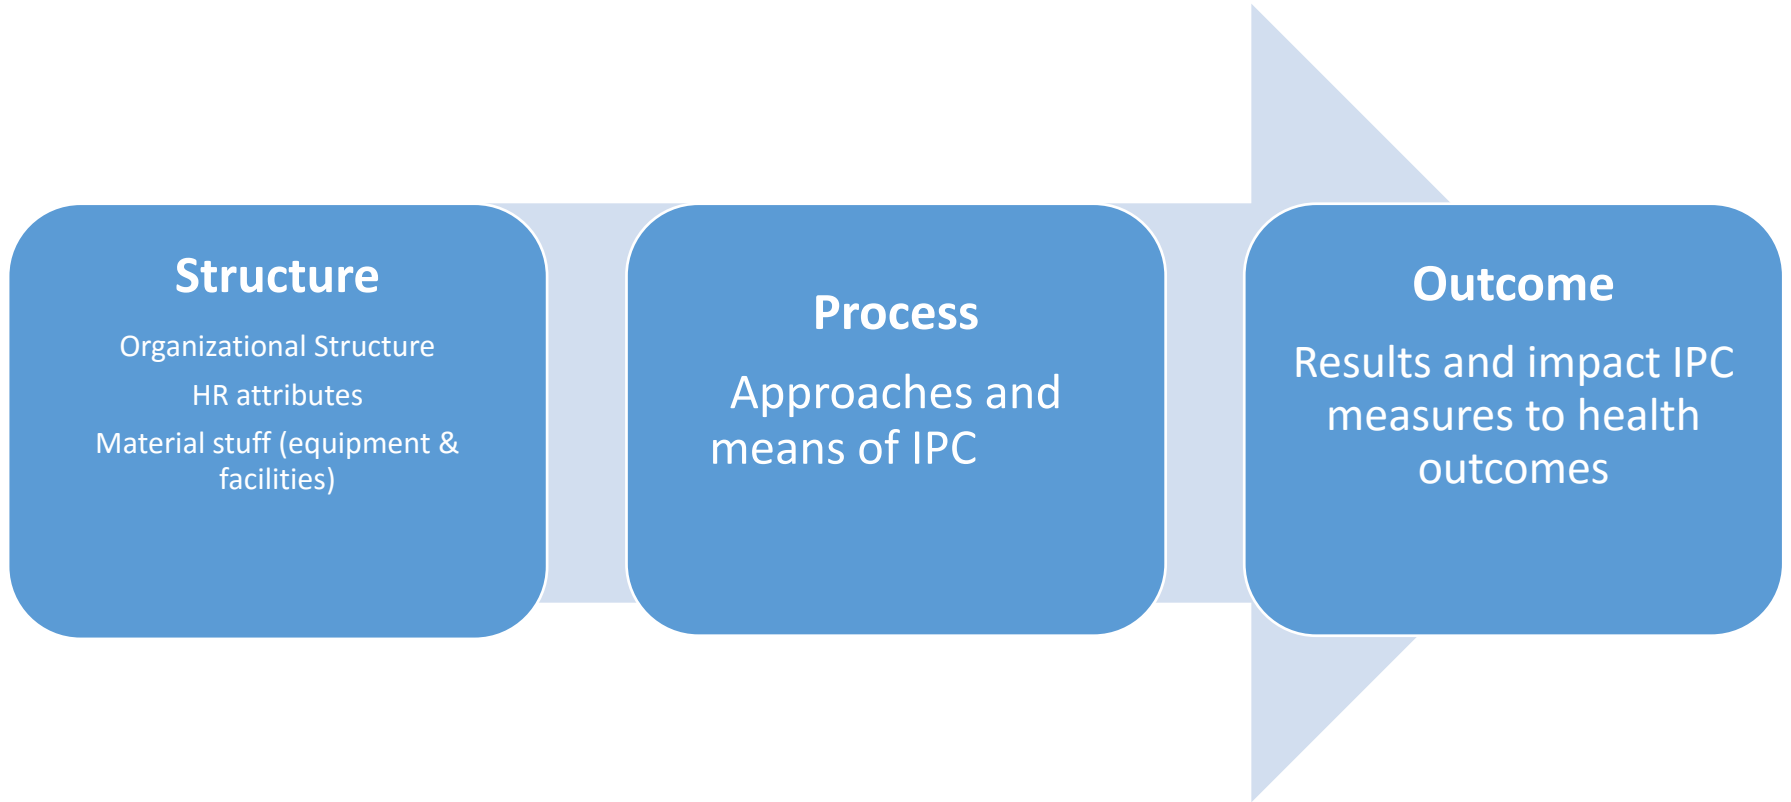 Structure
Organizational Structure
HR attributes
Material stuff (equipment &
facilities)
Process
Approaches and
means of IPC
Outcome
Results and impact IPC
measures to health
outcomes